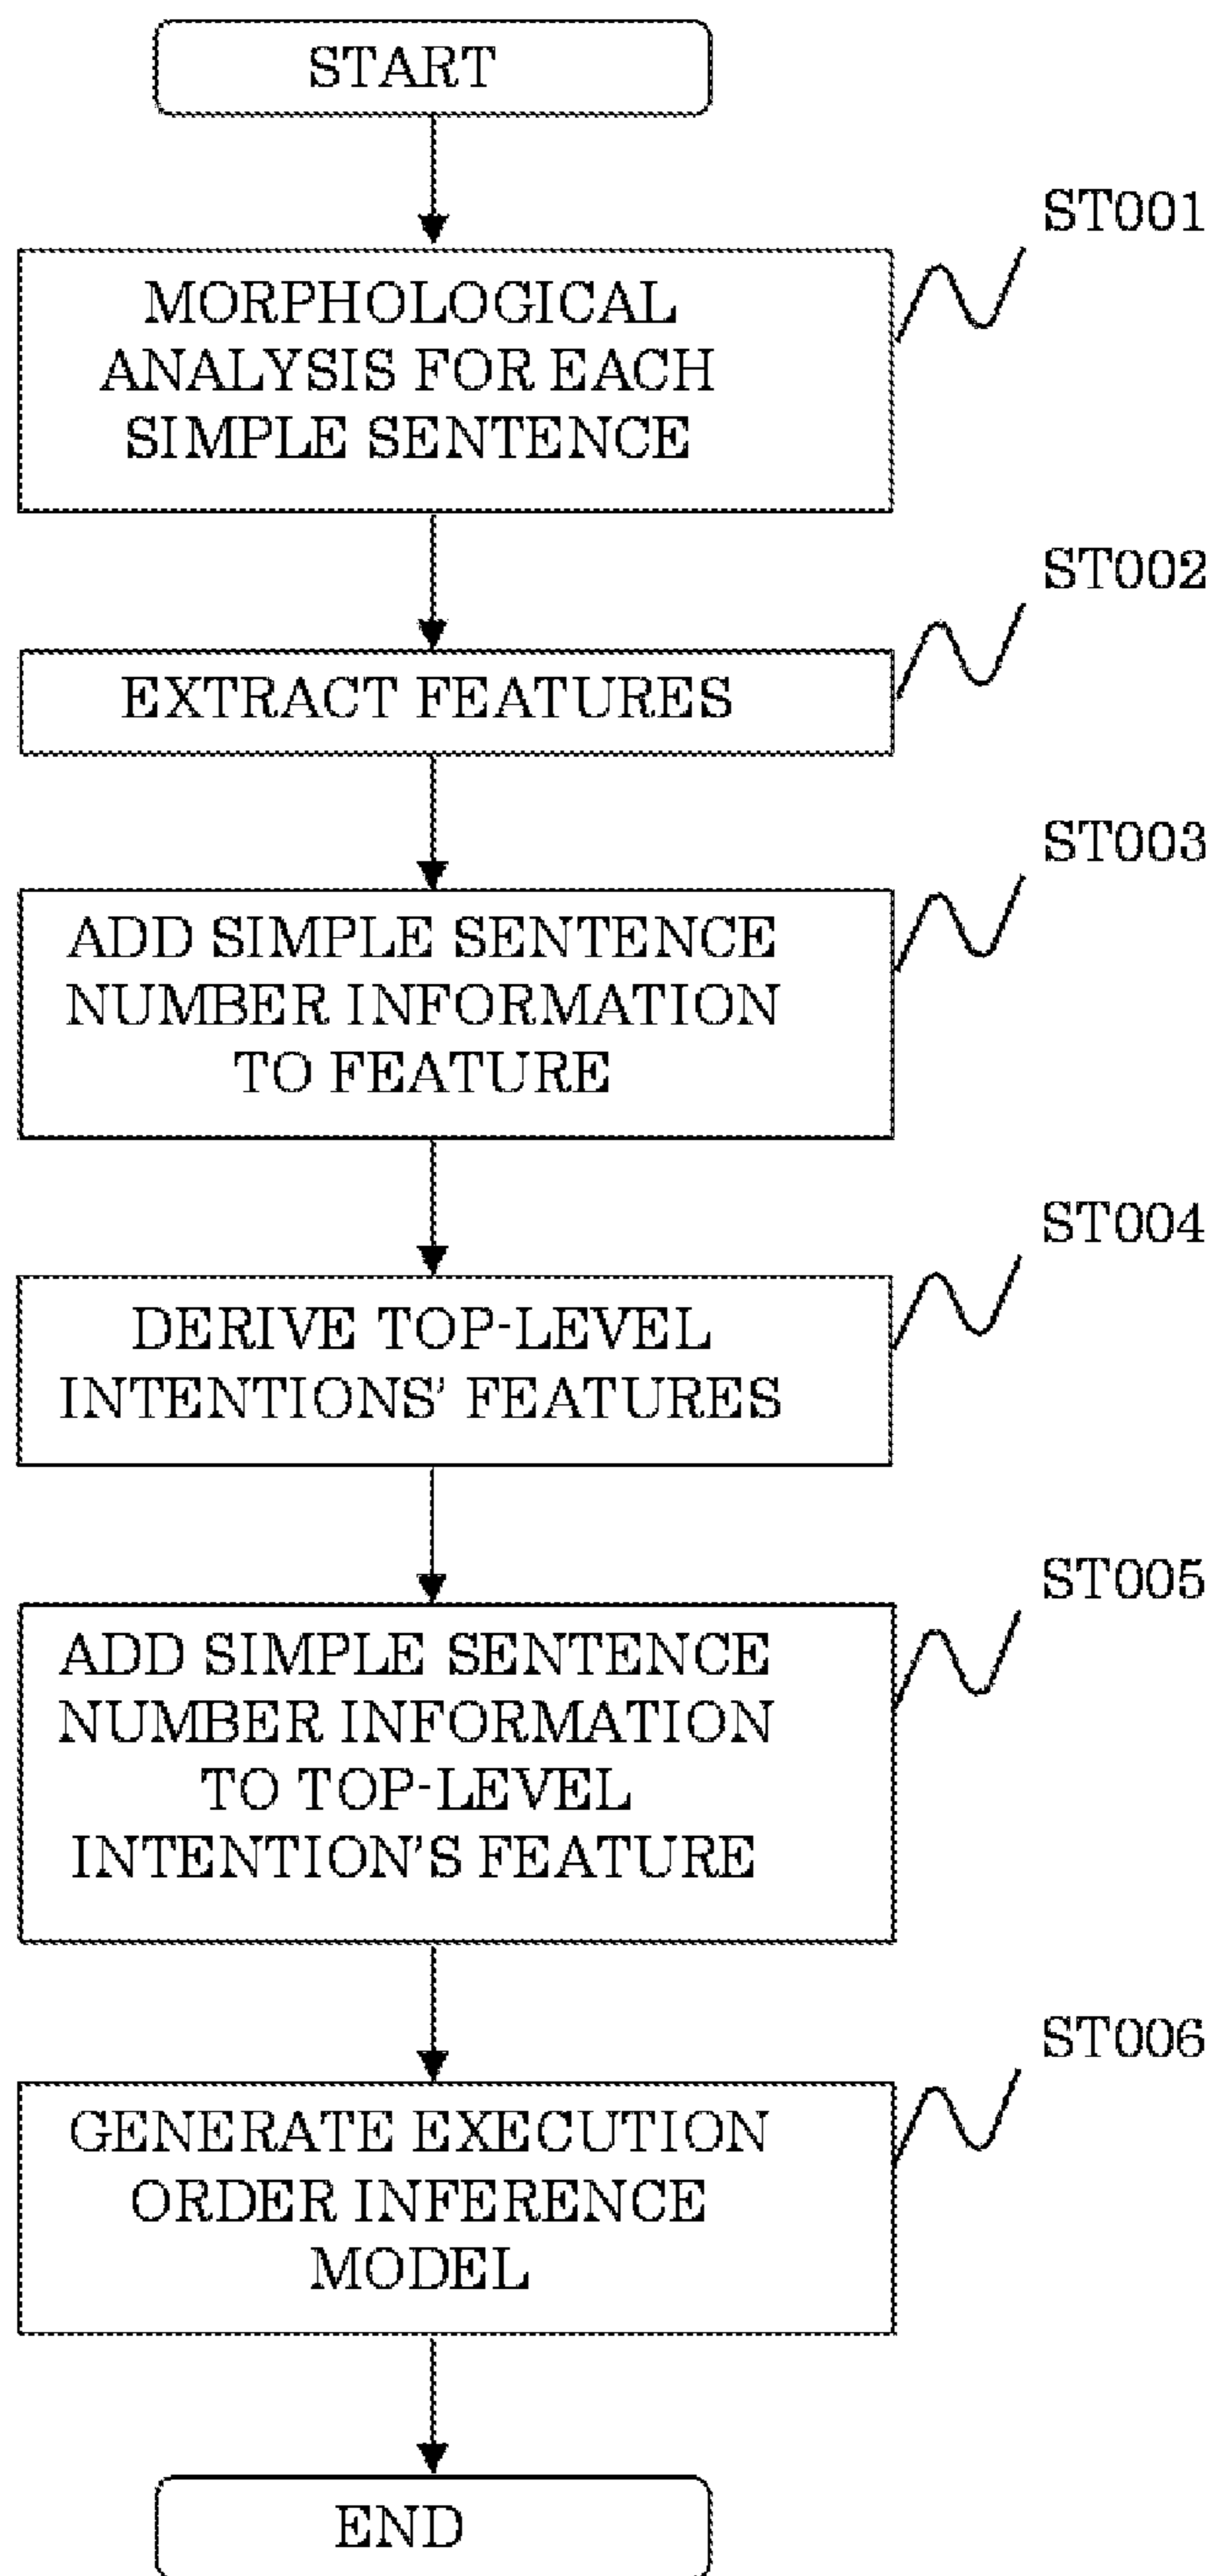 START
ST001
MORPHOLOGICAL
ANALYSIS FOR EACH
SIMPLE SENTENCE
ST002
EXTRACT FEATURES
ST003
ADD SIMPLE SENTENCE
NUMBER INFORMATION
TO FEATURE
ST004
DERIVE TOP-LEVEL
INTENTIONS' FEATURES
ST005
ADD SIMPLE SENTENCE
NUMBER INFORMATION
TO TOP-LEVEL
INTENTION'S FEATURE
ST006
GENERATE EXECUTION
ORDER INFERENCE
MODEL
END